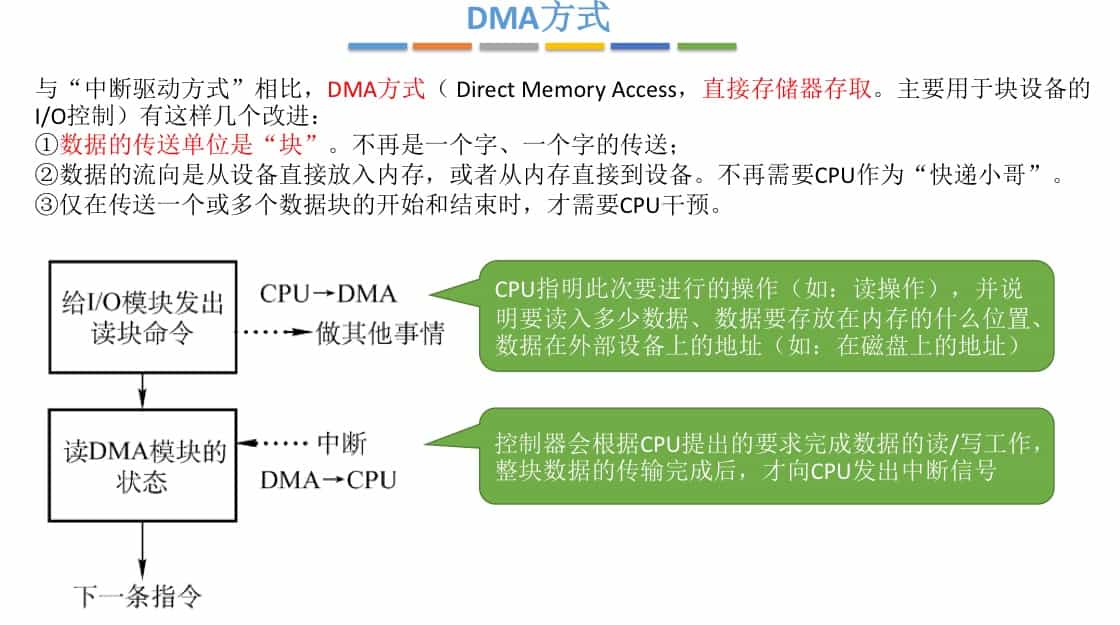 DMA方式
与“中断驱动方式”相比，DMA方式（ Direct Memory Access，直接存储器存取。主要用于块设备的
I/O控制）有这样几个改进：
①数据的传送单位是“块”。不再是一个字、一个字的传送；
②数据的流向是从设备直接放入内存，或者从内存直接到设备。不再需要CPU作为“快递小哥”。
③仅在传送一个或多个数据块的开始和结束时，才需要CPU干预。
给I/O模块发出
读块命令
CPU→DMA
做其他事情
CPU指明此次要进行的操作（如：读操作），并说
明要读入多少数据、数据要存放在内存的什么位置、
数据在外部设备上的地址（如：在磁盘上的地址）
读DMA模块的
状态
中断
DMA→CPU
控制器会根据CPU提出的要求完成数据的读/写工作，
整块数据的传输完成后，才向CPU发出中断信号
下一条指令